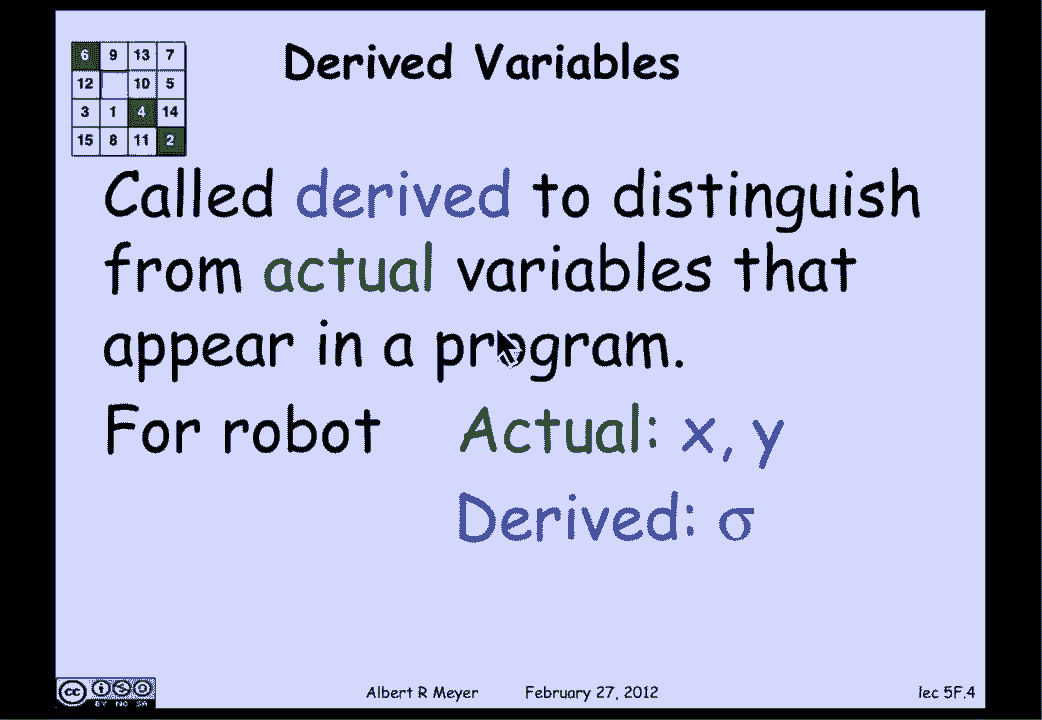 Derived Variables
6 9 13 7
12 10 5
3 1 4 14
15 8 11 2
Called derived to distinguish
from actual variables that
appear in a program.
For robot Actual: x, y
Derived: σ
cc BY NC SA
Albert R Meyer February 27, 2012 lec 5F.4